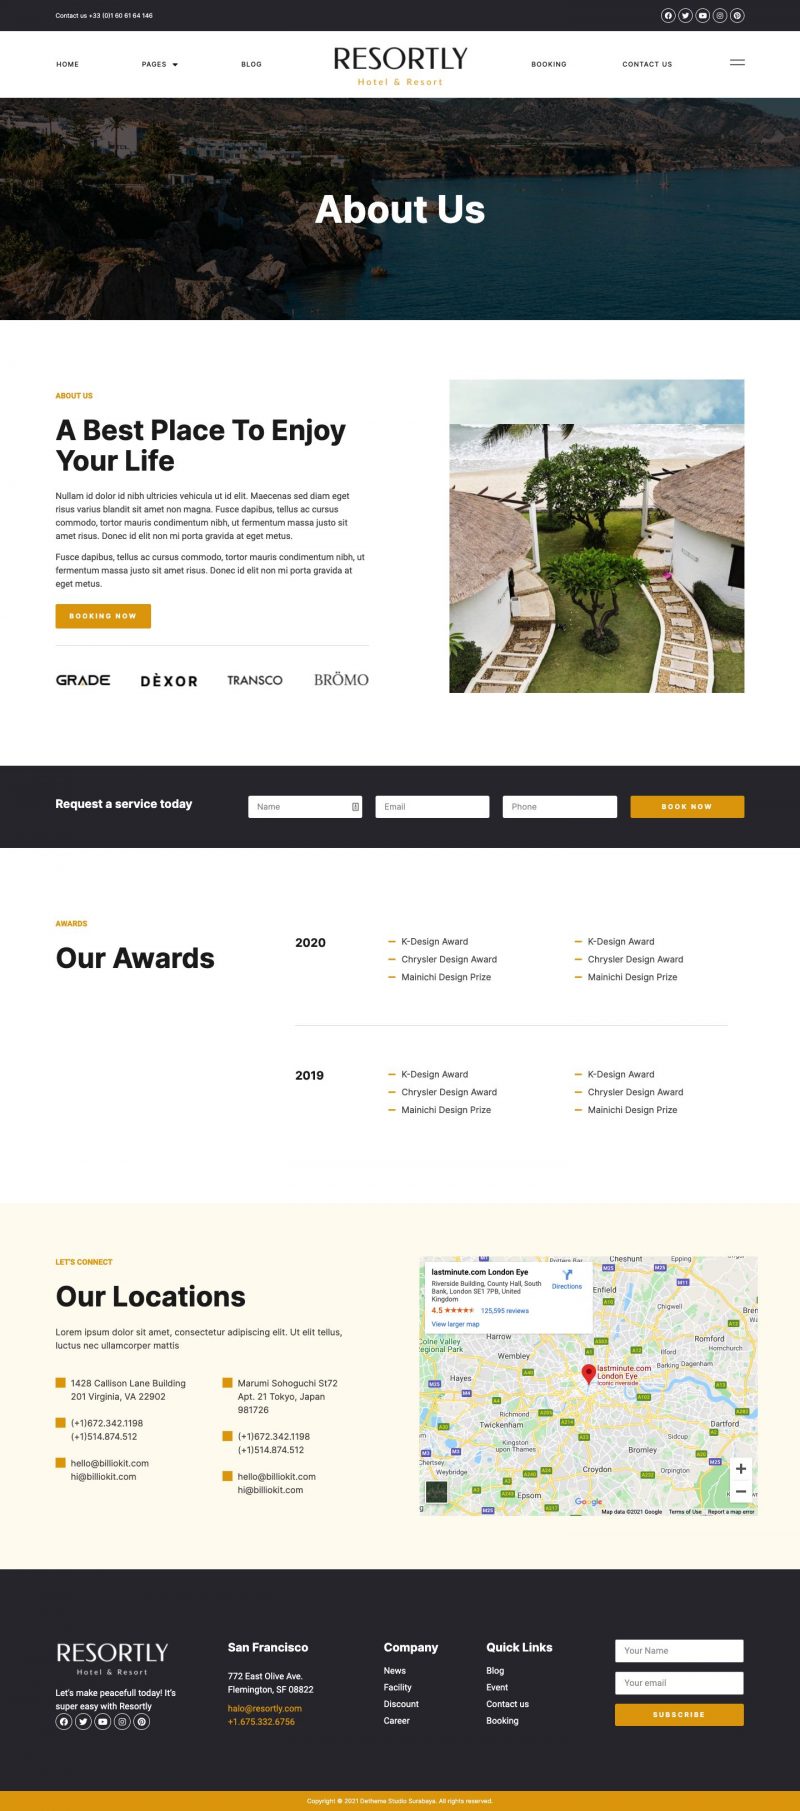 Contact us +33 (0)1 60 61 64 146
HOME
PAGES
BLOG
RESORTLY
Hotel & Resort
BOOKING
CONTACT US
About Us
ABOUT US
A Best Place To Enjoy
Your Life
Nullam id dolor id nibh ultricies vehicula ut id elit. Maecenas sed diam eget
risus varius blandit sit amet non magna. Fusce dapibus, tellus ac cursus
commodo, tortor mauris condimentum nibh, ut fermentum massa justo sit
amet risus. Donec id elit non mi porta gravida at eget metus.
Fusce dapibus, tellus ac cursus commodo, tortor mauris condimentum nibh, ut
fermentum massa justo sit amet risus. Donec id elit non mi porta gravida at
eget metus.
BOOKING NOW
GRADE
DÈXOR
TRANSCO
BRÖMO
Request a service today
Name
Email
Phone
BOOK NOW
AWARDS
Our Awards
2020
K-Design Award
Chrysler Design Award
Mainichi Design Prize
K-Design Award
Chrysler Design Award
Mainichi Design Prize
2019
K-Design Award
Chrysler Design Award
Mainichi Design Prize
K-Design Award
Chrysler Design Award
Mainichi Design Prize
LET'S CONNECT
Our Locations
Lorem ipsum dolor sit amet, consectetur adipiscing elit. Ut elit tellus,
luctus nec ullamcorper mattis
1428 Callison Lane Building
201 Virginia, VA 22902
(+1)672.342.1198
(+1)514.874.512
hello@billiokit.com
hi@billiokit.com
Marumi Sohoguchi St72
Apt. 21 Tokyo, Japan
981726
(+1)672.342.1198
(+1)514.874.512
hello@billiokit.com
hi@billiokit.com
lastminute.com London Eye
Riverside Building, County Hall, South
Bank, London SE1 7PB, United
Kingdom
4.5
125,595 reviews
View larger map
Directions
Potters Bar
Cheshunt
Epping
Chigwell
Harrow
Romford
Hornchurch
Wembley
Ilford
Barking
Dagenham
Hayes
lastminute.com
London Eye
Iconic riverside
Richmond
Twickenham
Dartford
Sidcup
Kingston
upon Thames
Bromley
Chertsey
Weybridge
Croydon
Orpington
Epsom
Google
Map data ©2021 Google
Terms of Use
Report a map error
RESORTLY
Hotel & Resort
Let's make peacefull today! It's
super easy with Resortly
San Francisco
772 East Olive Ave.
Flemington, SF 08822
halo@resortly.com
+1.675.332.6756
Company
News
Facility
Discount
Career
Quick Links
Blog
Event
Contact us
Booking
Your Name
Your email
SUBSCRIBE
Copyright © 2021 Detheme Studio Surabaya. All rights reserved.